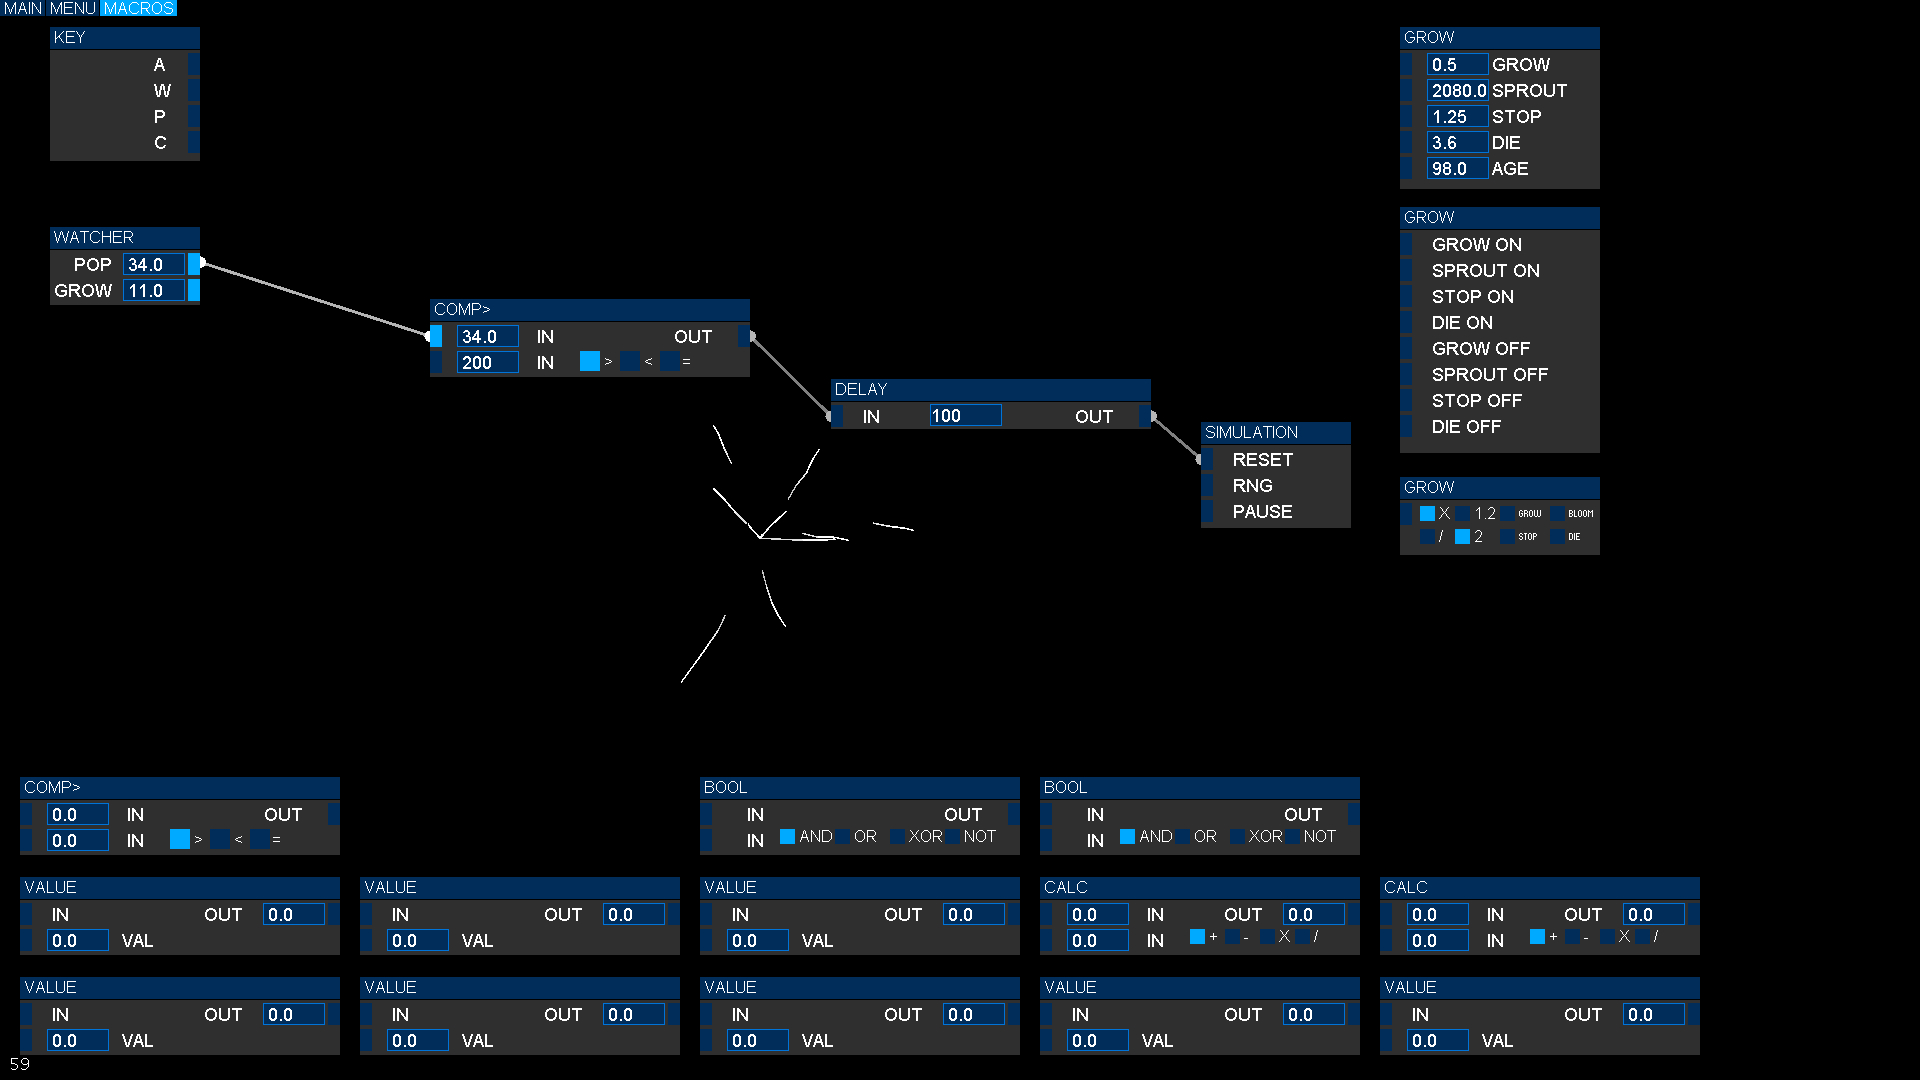 MAIN MENU MACROS
KEY
A
W
P
C
WATCHER
POP 34.0
GROW 11.0
COMP>
34.0 IN OUT
200 IN > < =
DELAY
IN 100 OUT
SIMULATION
RESET
RNG
PAUSE
GROW
0.5 GROW
2080.0 SPROUT
1.25 STOP
3.6 DIE
98.0 AGE
GROW
GROW ON
SPROUT ON
STOP ON
DIE ON
GROW OFF
SPROUT OFF
STOP OFF
DIE OFF
GROW
X 1.2 GROW BLOOM
/ 2 STOP DIE
COMP>
0.0 IN OUT
0.0 IN > < =
BOOL
IN OUT
IN AND OR XOR NOT
BOOL
IN OUT
IN AND OR XOR NOT
VALUE
IN OUT 0.0
0.0 VAL
VALUE
IN OUT 0.0
0.0 VAL
VALUE
IN OUT 0.0
0.0 VAL
CALC
0.0 IN OUT 0.0
0.0 IN + - X /
CALC
0.0 IN OUT 0.0
0.0 IN + - X /
VALUE
IN OUT 0.0
0.0 VAL
VALUE
IN OUT 0.0
0.0 VAL
VALUE
IN OUT 0.0
0.0 VAL
VALUE
IN OUT 0.0
0.0 VAL
VALUE
IN OUT 0.0
0.0 VAL
59